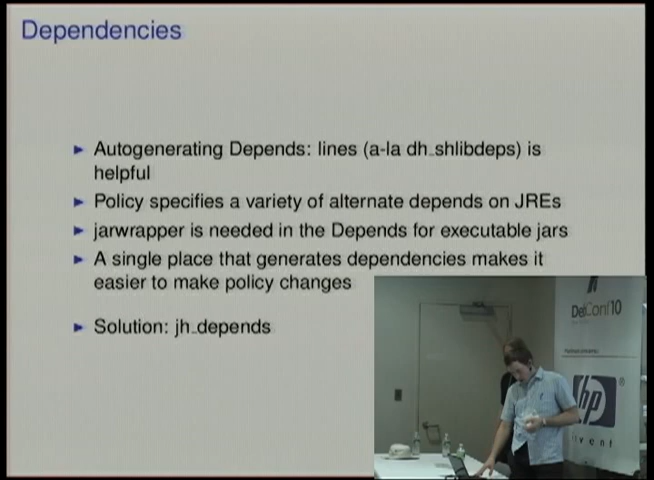 Dependencies
Autogenerating Depends: lines (a-la dh_shlibdeps) is
helpful
Policy specifies a variety of alternate depends on JREs
jarwrapper is needed in the Depends for executable jars
A single place that generates dependencies makes it
easier to make policy changes
Solution: jh_depends
DebConf10
hp
invent